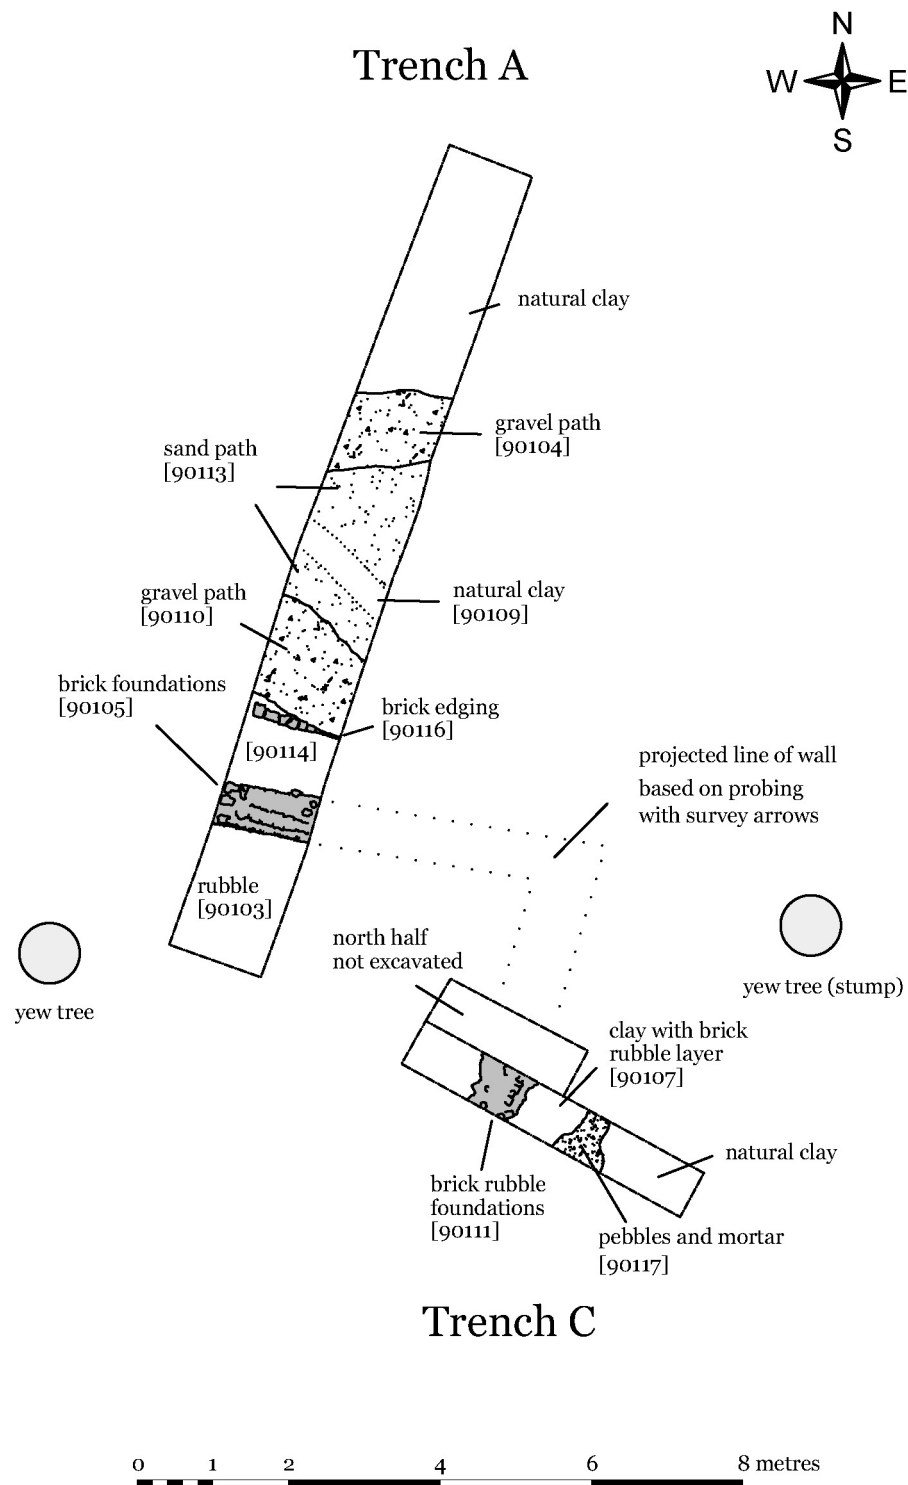 N
Trench A
W E
S
natural clay
gravel path
[90104]
sand path
[90113]
natural clay
[90109]
gravel path
[90110]
brick foundations
[90105]
brick edging
[90116]
[90114]
projected line of wall
based on probing
with survey arrows
rubble
[90103]
north half
not excavated
yew tree
yew tree (stump)
clay with brick
rubble layer
[90107]
natural clay
brick rubble
foundations
[90111]
pebbles and mortar
[90117]
Trench C
0 1 2 4 6 8 metres